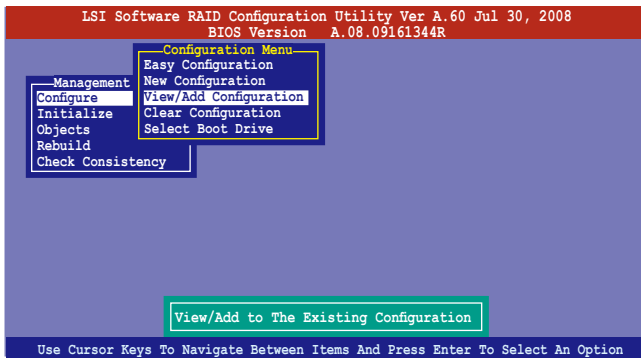 LSI Software RAID Configuration Utility Ver A.60 Jul 30, 2008
BIOS Version A.08.09161344R
Configuration Menu
Easy Configuration
New Configuration
View/Add Configuration
Clear Configuration
Select Boot Drive
Management
Configure
Initialize
Objects
Rebuild
Check Consistency
View/Add to The Existing Configuration
Use Cursor Keys To Navigate Between Items And Press Enter To Select An Option